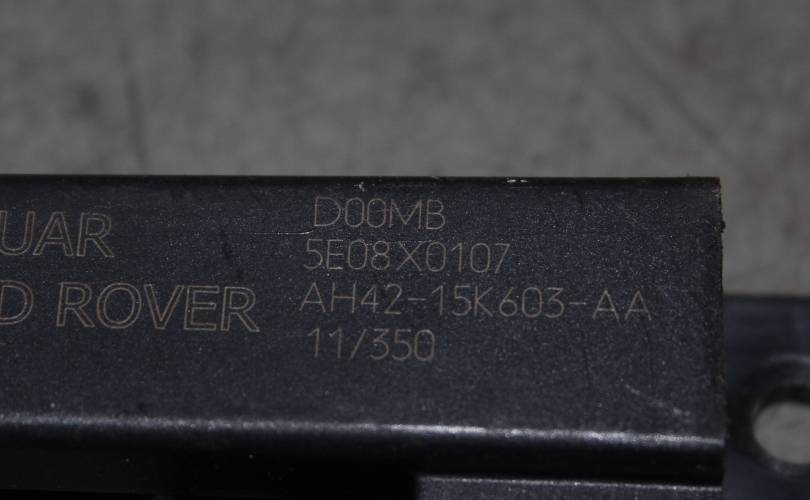 UAR
D ROVER
D00MB
5E08X0107
AH42-15K603-AA
11/350